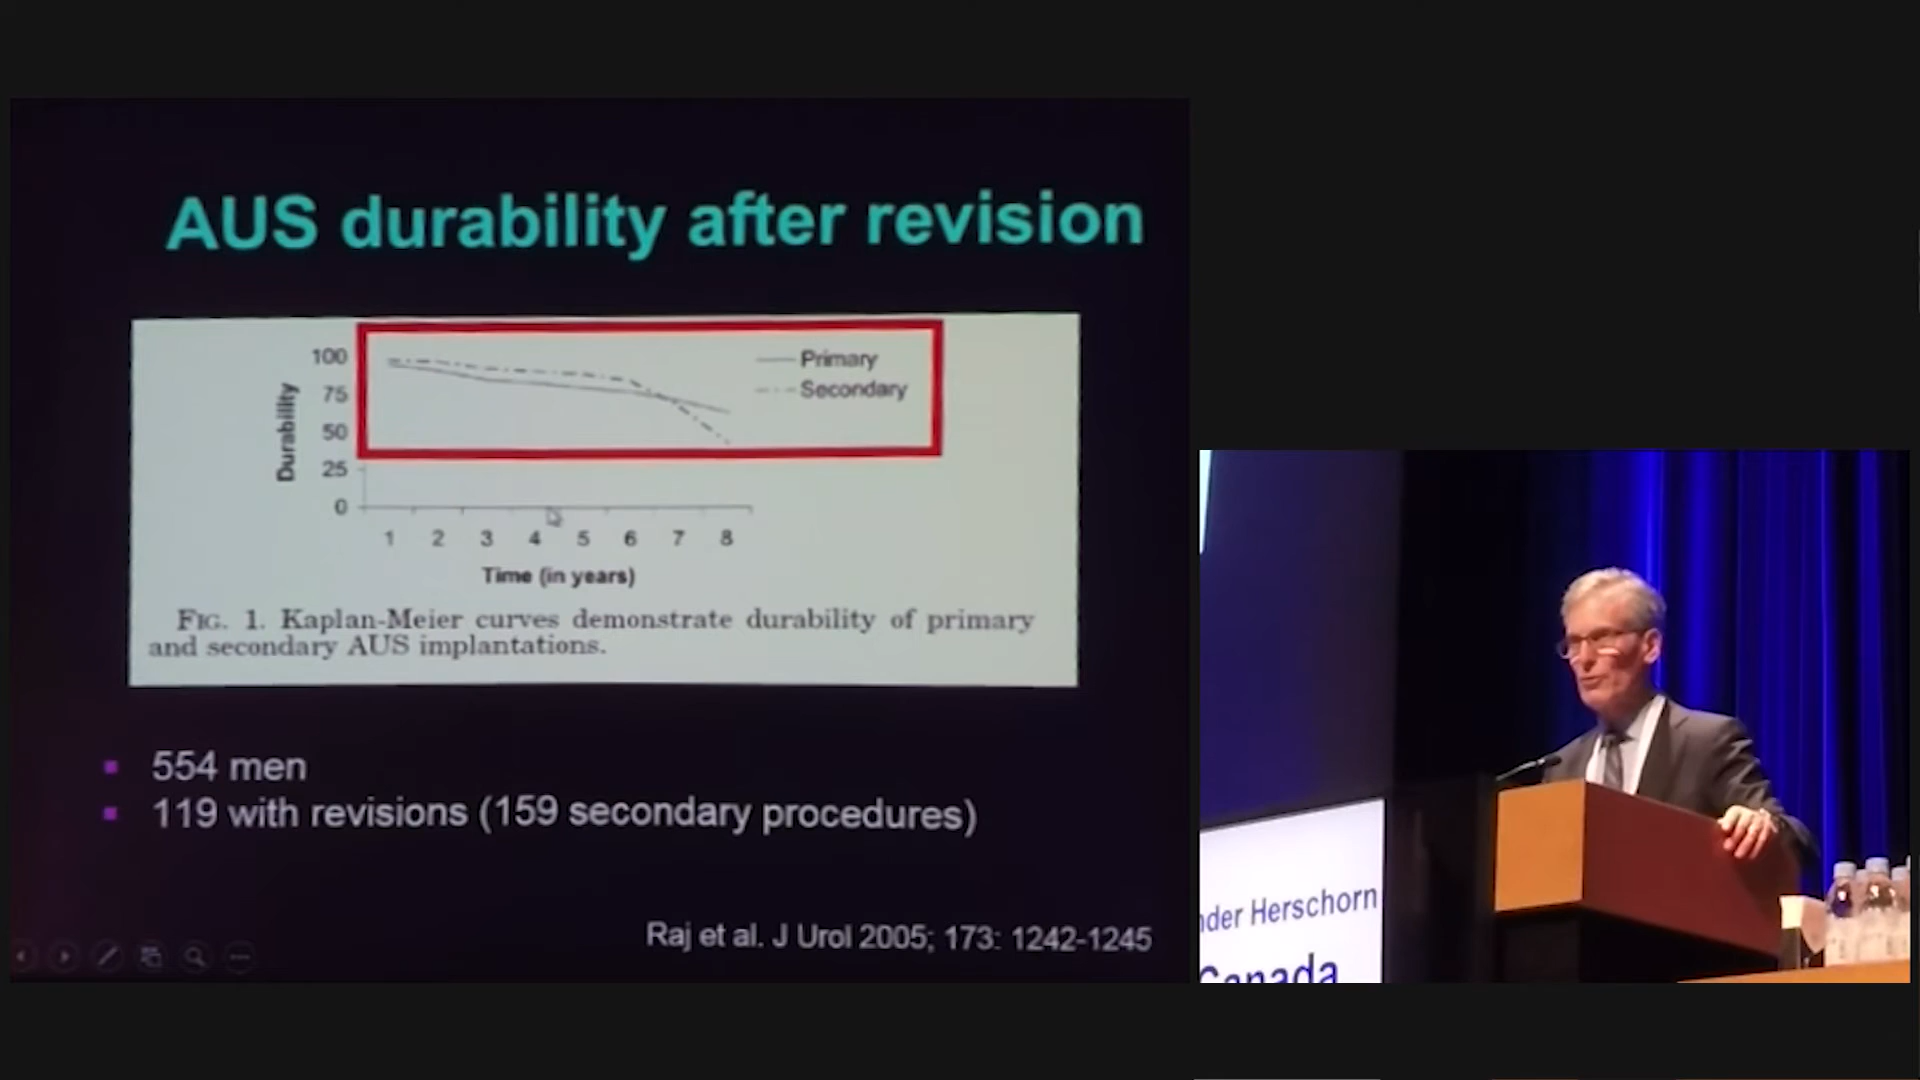 AUS durability after revision
100
75
50
25
0
Durability
Primary
Secondary
1 2 3 4 5 6 7 8
Time (in years)
FIG. 1. Kaplan-Meier curves demonstrate durability of primary
and secondary AUS implantations.
554 men
119 with revisions (159 secondary procedures)
Raj et al. J Urol 2005; 173: 1242-1245
nder Herschorn
Canada